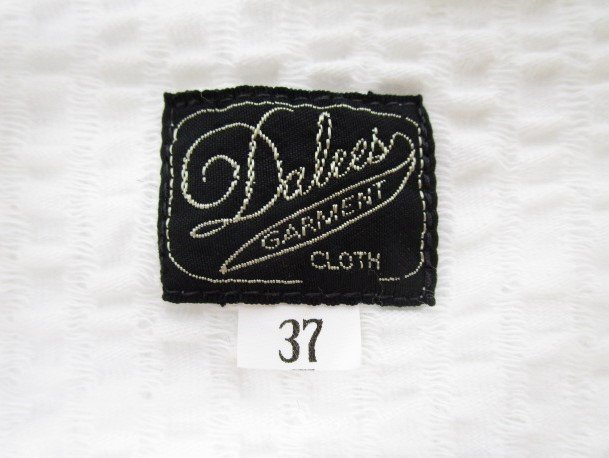 Dalee's
GARMENT
CLOTH
37